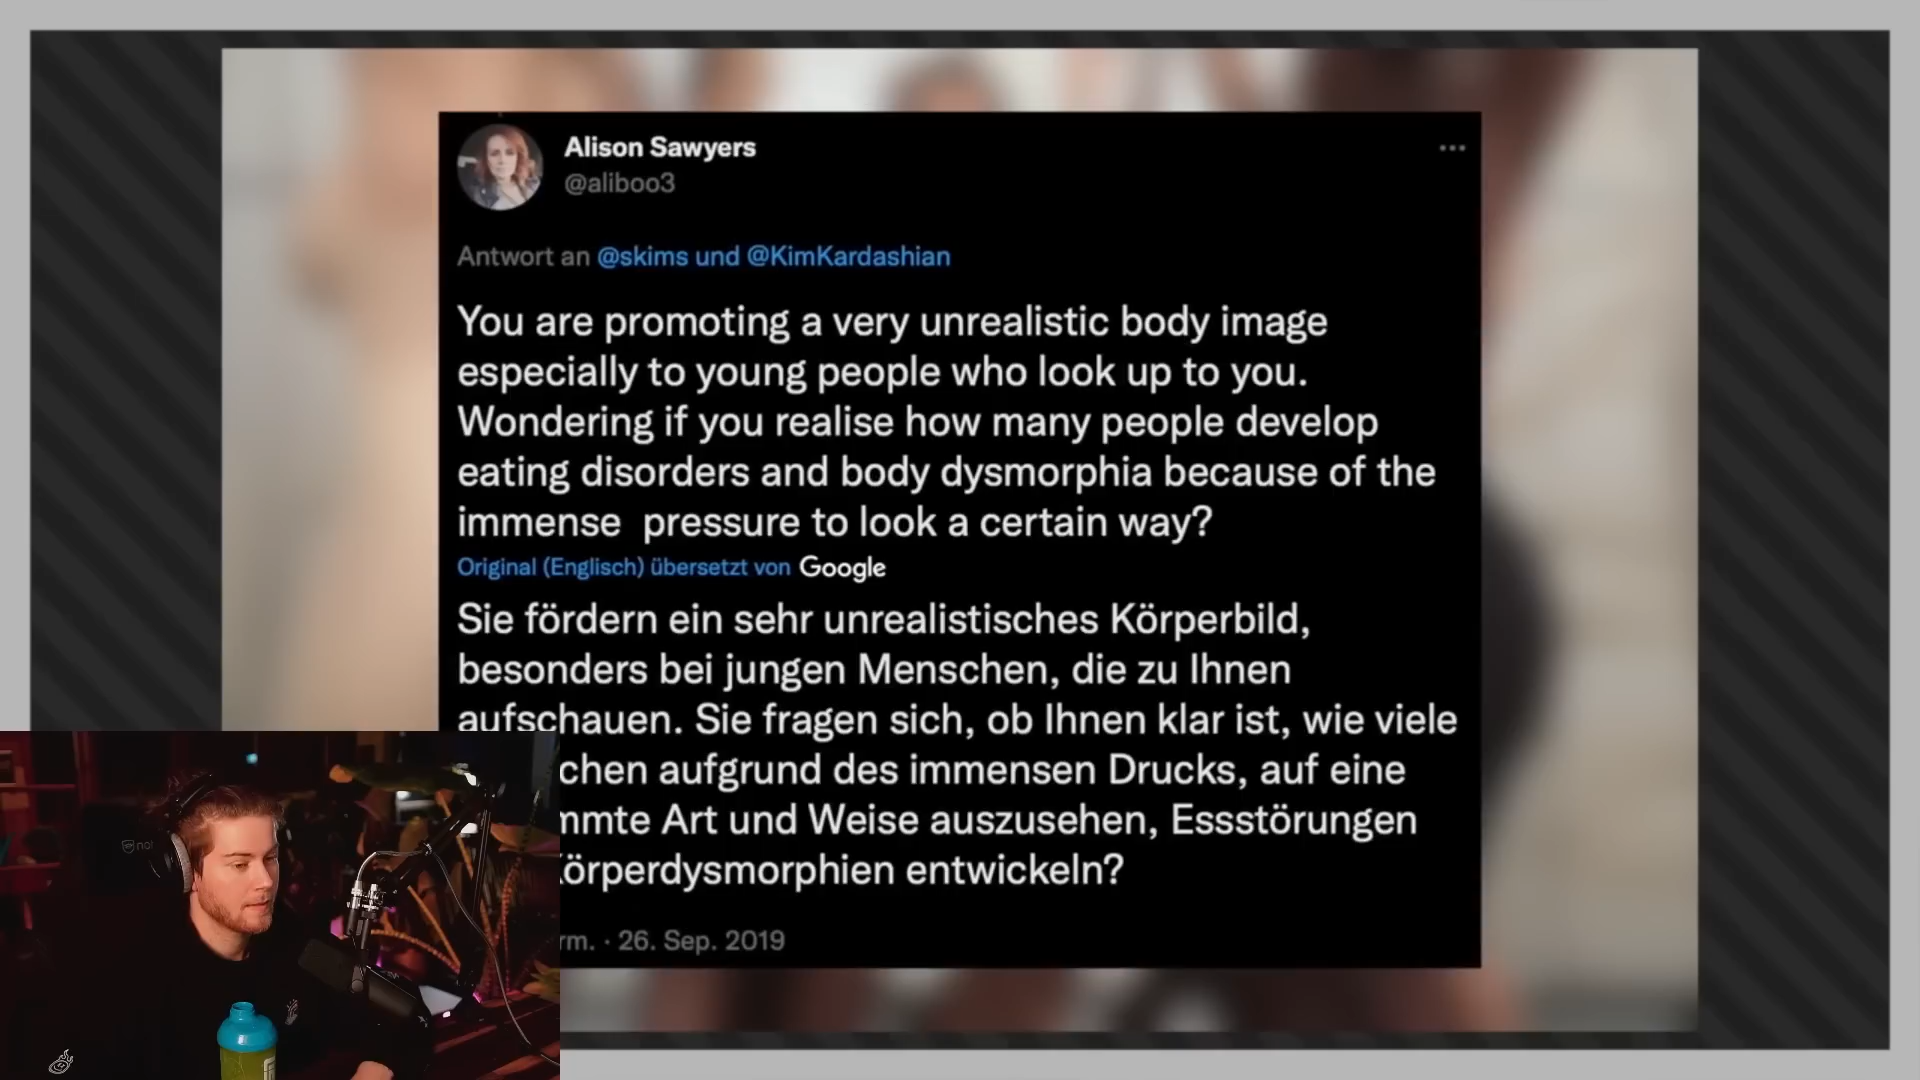 Alison Sawyers
@aliboo3
Antwort an @skims und @KimKardashian
You are promoting a very unrealistic body image
especially to young people who look up to you.
Wondering if you realise how many people develop
eating disorders and body dysmorphia because of the
immense pressure to look a certain way?
Original (Englisch) übersetzt von Google
Sie fördern ein sehr unrealistisches Körperbild,
besonders bei jungen Menschen, die zu Ihnen
aufschauen. Sie fragen sich, ob Ihnen klar ist, wie viele
chen aufgrund des immensen Drucks, auf eine
mmte Art und Weise auszusehen, Essstörungen
Körperdysmorphien entwickeln?
rm. · 26. Sep. 2019